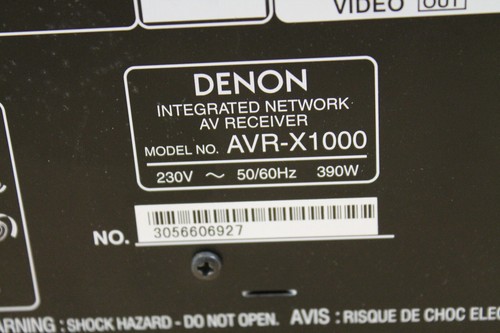 VIDEO OUT
DENON
INTEGRATED NETWORK
AV RECEIVER
MODEL NO. AVR-X1000
230V ~ 50/60Hz 390W
NO. 3056606927
WARNING : SHOCK HAZARD - DO NOT OPEN. AVIS : RISQUE DE CHOC ELE